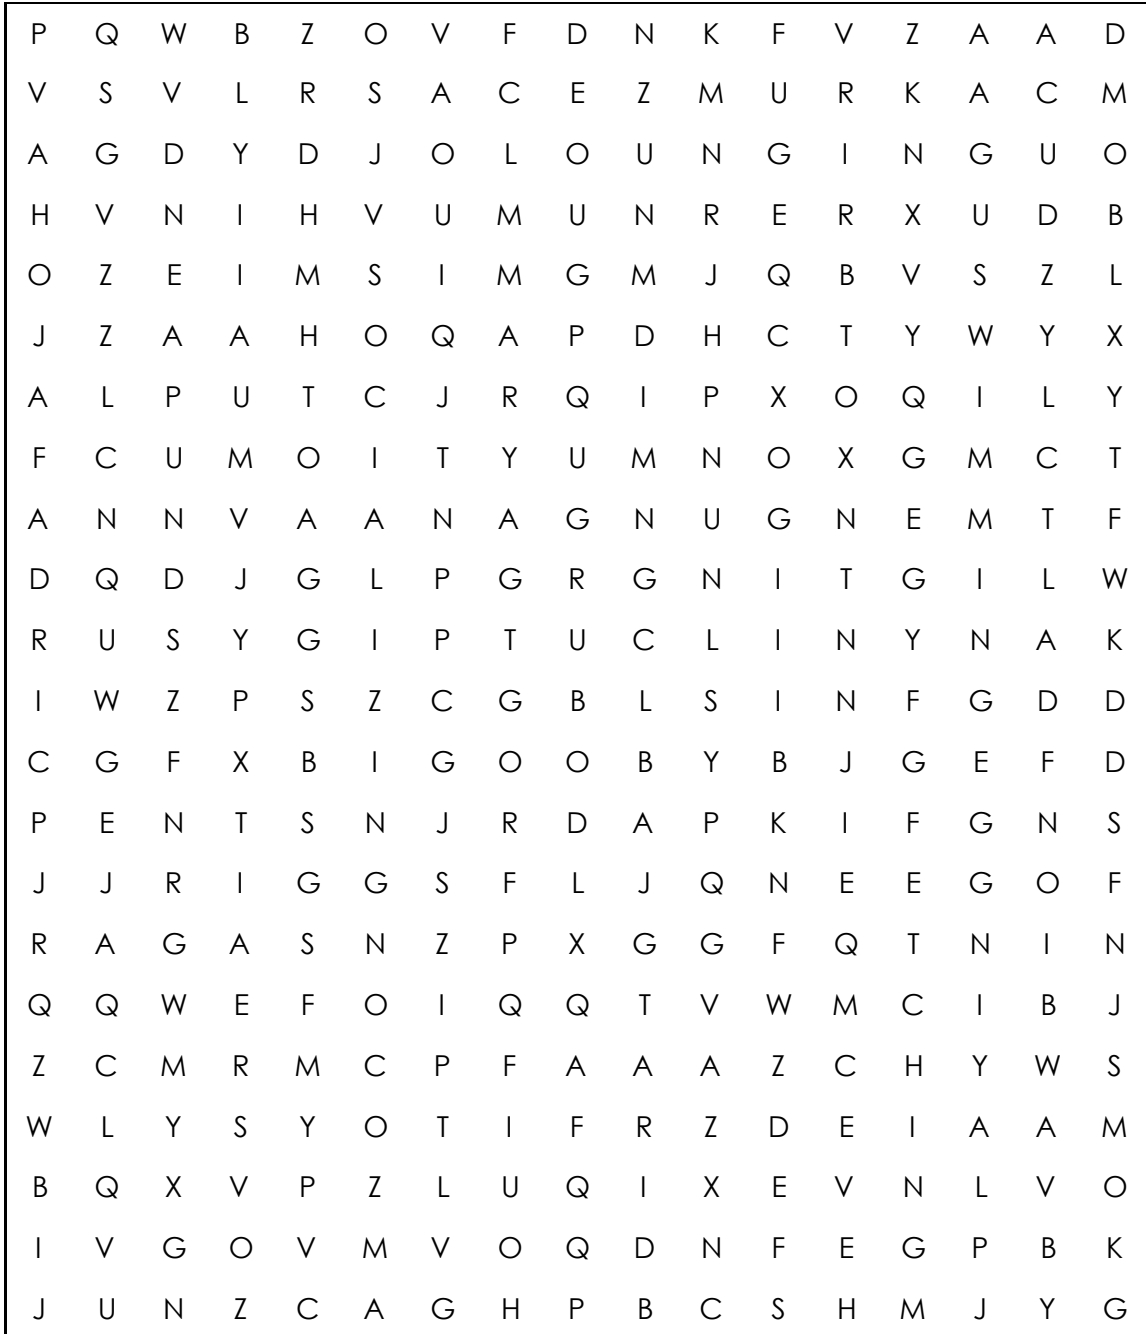 P Q W B Z O V F D N K F V Z A A D
V S V L R S A C E Z M U R K A C M
A G D Y D J O L O U N G I N G U O
H V N I H V U M U N R E R X U D B
O Z E I M S I M G M J Q B V S Z L
J Z A A H O Q A P D H C T Y W Y X
A L P U T C J R Q I P X O Q I L Y
F C U M O I T Y U M N O X G M C T
A N N V A A N A G N U G N E M T F
D Q D J G L P G R G N I T G I L W
R U S Y G I P T U C L I N Y N A K
I W Z P S Z C G B L S I N F G D D
C G F X B I G O O B Y B J G E F D
P E N T S N J R D A P K I F G N S
J J R I G G S F L J Q N E E G O F
R A G A S N Z P X G G F Q T N I N
Q Q W E F O I Q Q T V W M C I B J
Z C M R M C P F A A A Z C H Y W S
W L Y S Y O T I F R Z D E I A A M
B Q X V P Z L U Q I X E V N L V O
I V G O V M V O Q D N F E G P B K
J U N Z C A G H P B C S H M J Y G